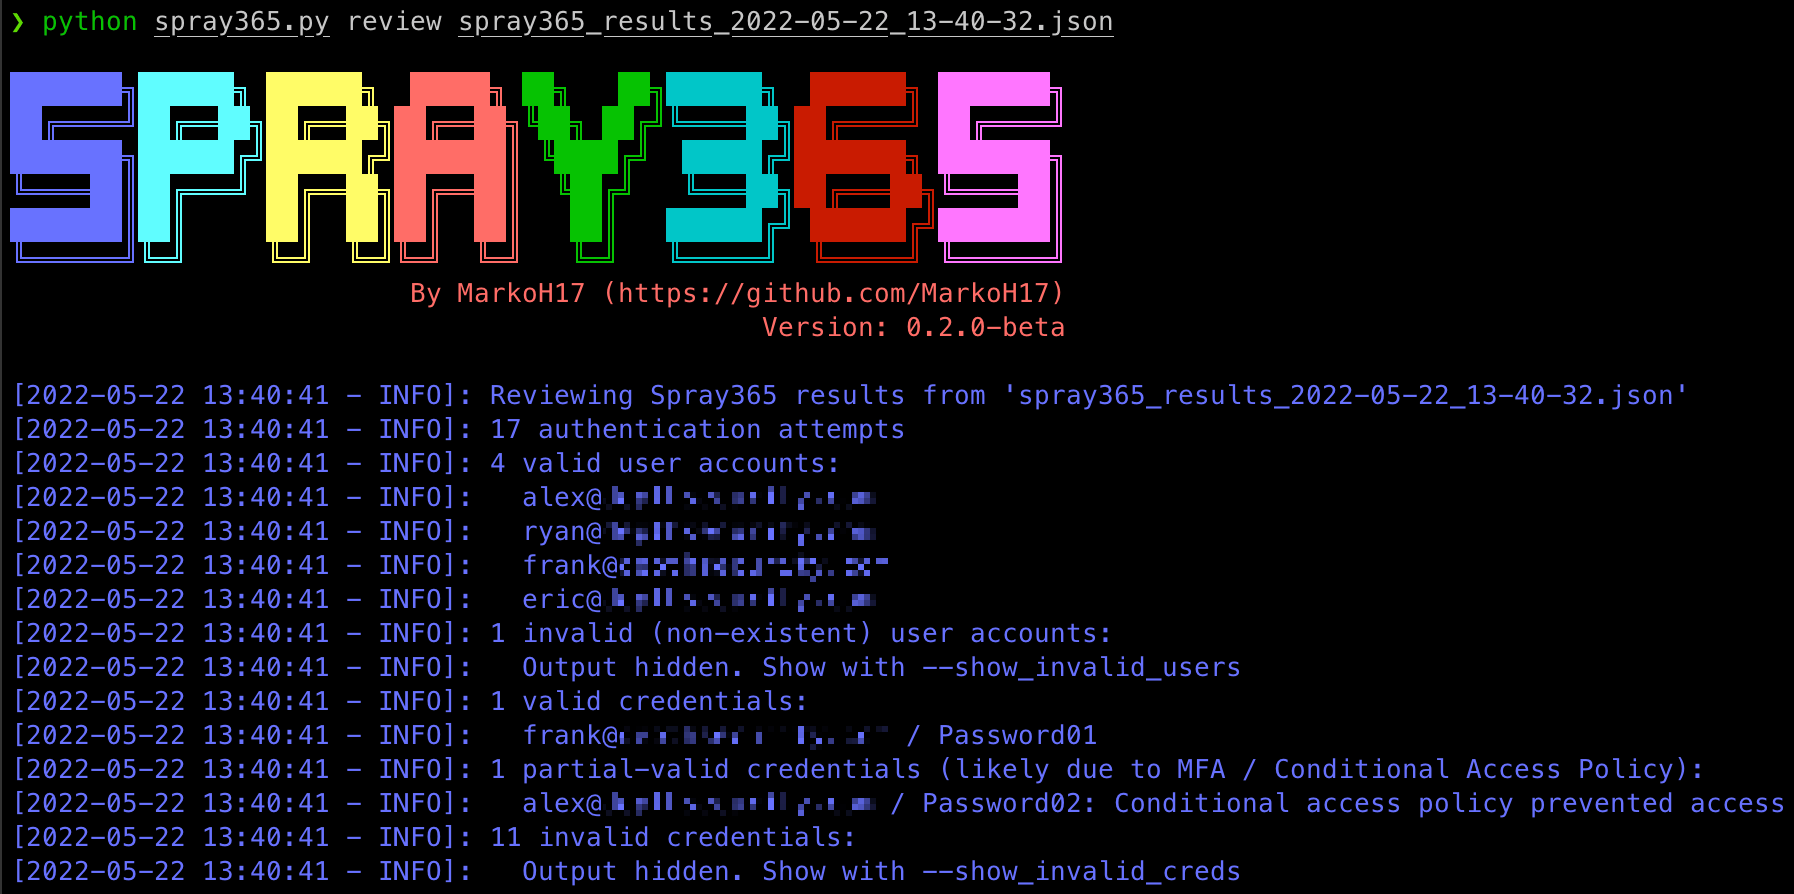 ❯ python spray365.py review spray365_results_2022-05-22_13-40-32.json
SPRAY365
By MarkoH17 (https://github.com/MarkoH17)
Version: 0.2.0-beta
[2022-05-22 13:40:41 - INFO]: Reviewing Spray365 results from 'spray365_results_2022-05-22_13-40-32.json'
[2022-05-22 13:40:41 - INFO]: 17 authentication attempts
[2022-05-22 13:40:41 - INFO]: 4 valid user accounts:
[2022-05-22 13:40:41 - INFO]: alex@
[2022-05-22 13:40:41 - INFO]: ryan@
[2022-05-22 13:40:41 - INFO]: frank@
[2022-05-22 13:40:41 - INFO]: eric@
[2022-05-22 13:40:41 - INFO]: 1 invalid (non-existent) user accounts:
[2022-05-22 13:40:41 - INFO]: Output hidden. Show with --show_invalid_users
[2022-05-22 13:40:41 - INFO]: 1 valid credentials:
[2022-05-22 13:40:41 - INFO]: frank@ / Password01
[2022-05-22 13:40:41 - INFO]: 1 partial-valid credentials (likely due to MFA / Conditional Access Policy):
[2022-05-22 13:40:41 - INFO]: alex@ / Password02: Conditional access policy prevented access
[2022-05-22 13:40:41 - INFO]: 11 invalid credentials:
[2022-05-22 13:40:41 - INFO]: Output hidden. Show with --show_invalid_creds